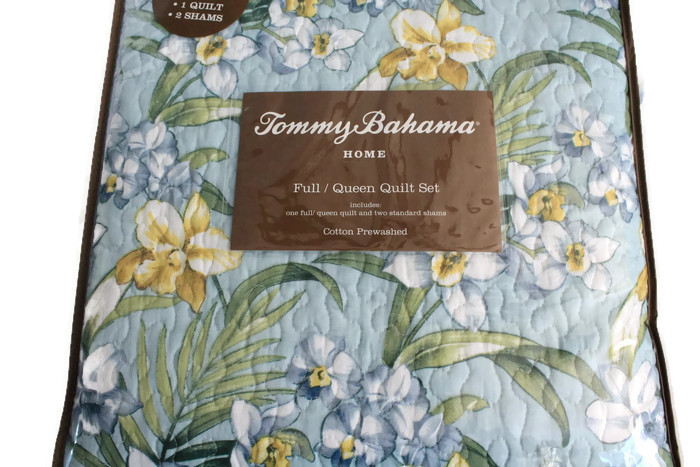 • 1 QUILT
• 2 SHAMS
Tommy Bahama®
HOME
Full / Queen Quilt Set
includes:
one full/ queen quilt and two standard shams
Cotton Prewashed